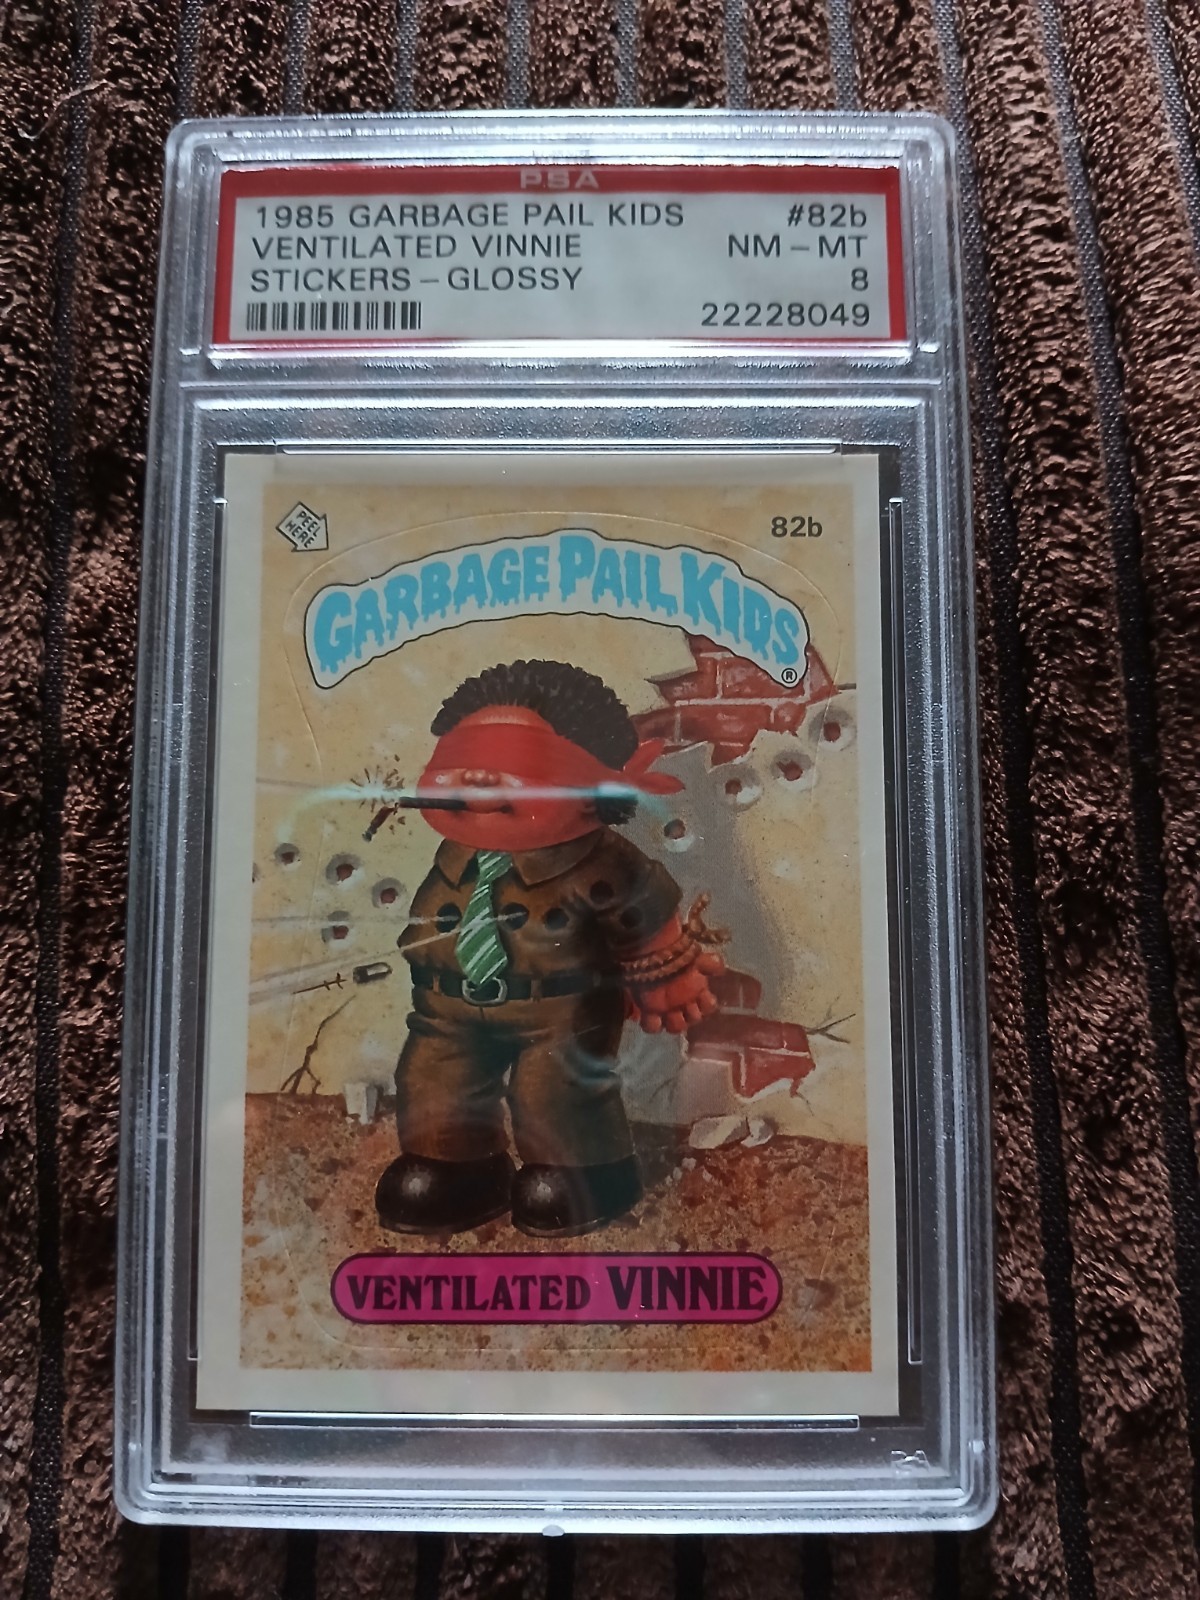 PSA
1985 GARBAGE PAIL KIDS #82b
VENTILATED VINNIE NM - MT
STICKERS - GLOSSY 8
22228049
PEEL
HERE
82b
GARBAGE PAIL KIDS
®
VENTILATED VINNIE
PSA